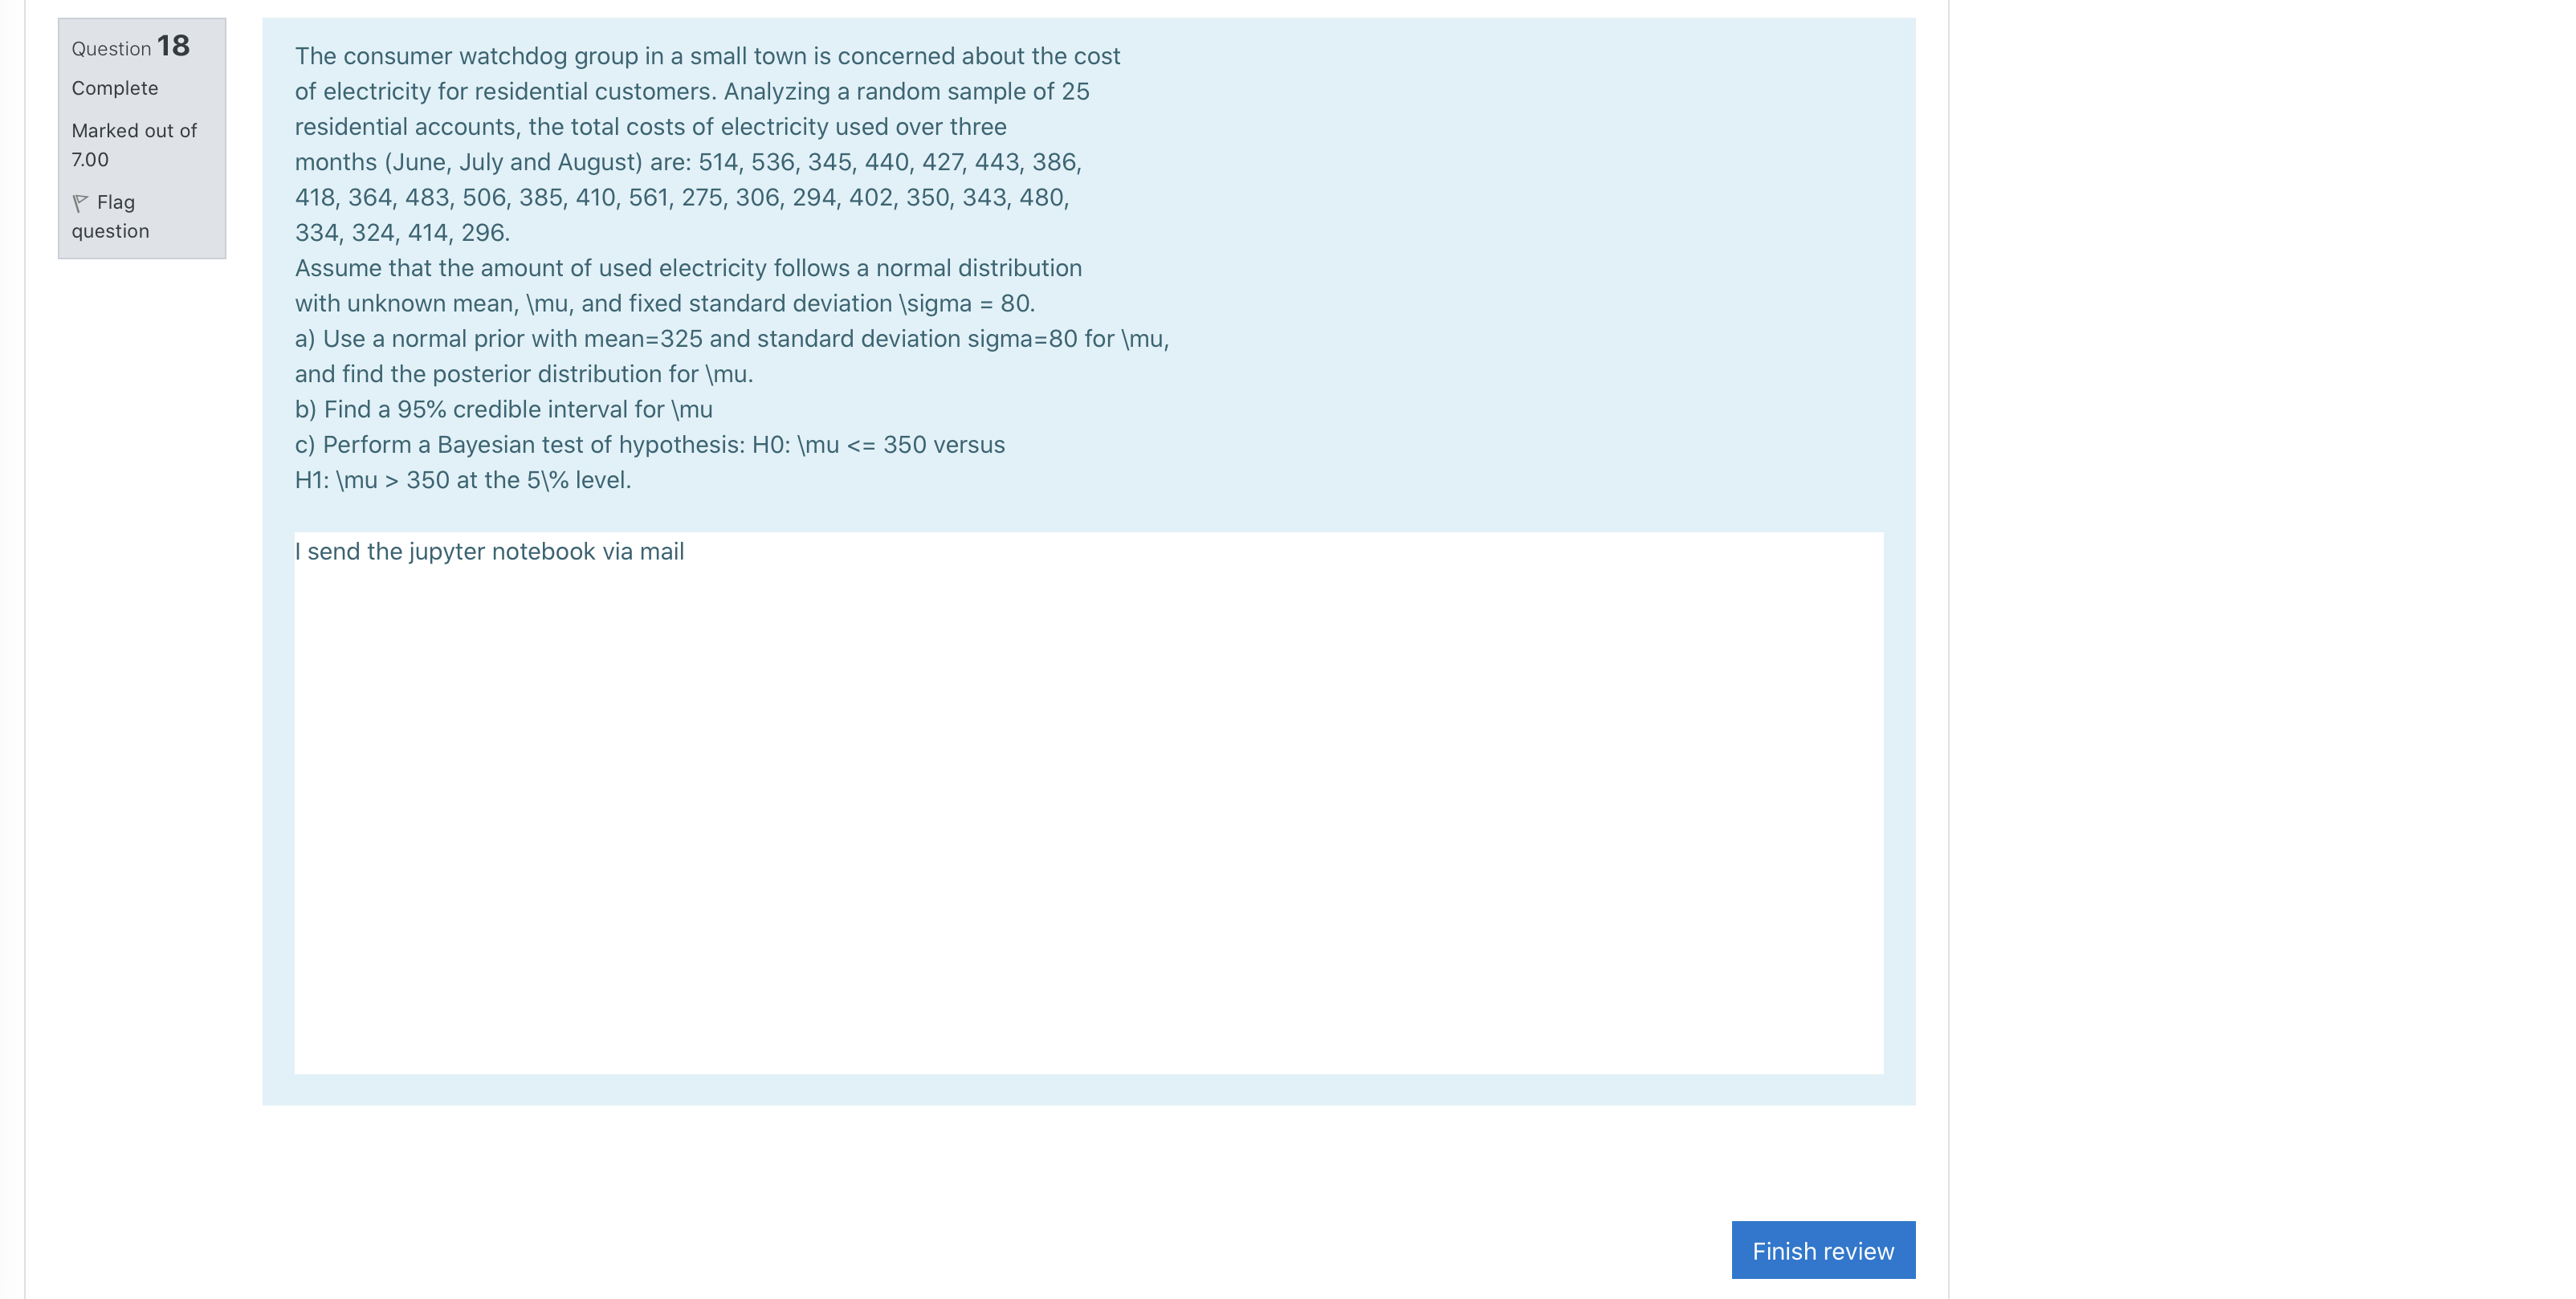 Question 18
Complete
Marked out of
7.00
Flag
question
The consumer watchdog group in a small town is concerned about the cost
of electricity for residential customers. Analyzing a random sample of 25
residential accounts, the total costs of electricity used over three
months (June, July and August) are: 514, 536, 345, 440, 427, 443, 386,
418, 364, 483, 506, 385, 410, 561, 275, 306, 294, 402, 350, 343, 480,
334, 324, 414, 296.
Assume that the amount of used electricity follows a normal distribution
with unknown mean, \mu, and fixed standard deviation \sigma = 80.
a) Use a normal prior with mean=325 and standard deviation sigma=80 for \mu,
and find the posterior distribution for \mu.
b) Find a 95% credible interval for \mu
c) Perform a Bayesian test of hypothesis: H0: \mu <= 350 versus
H1: \mu > 350 at the 5\% level.
I send the jupyter notebook via mail
Finish review